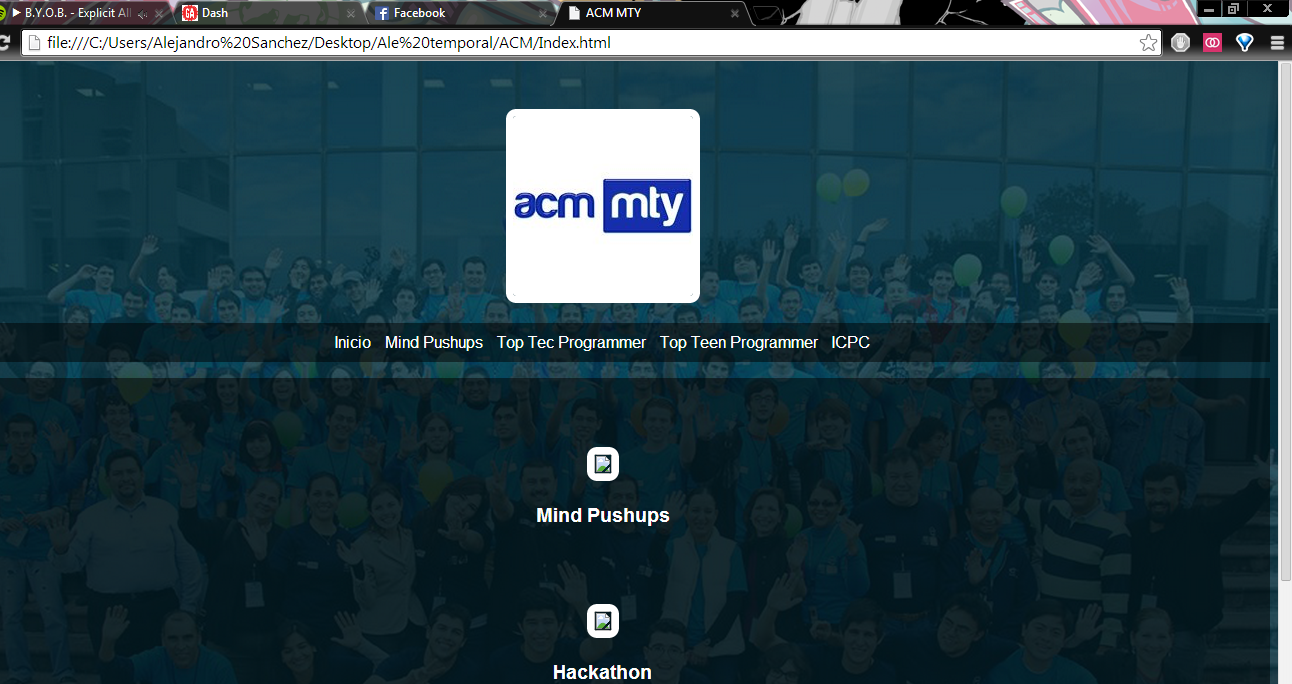 B.Y.O.B. - Explicit Al
Dash
Facebook
ACM MTY
file:///C:/Users/Alejandro%20Sanchez/Desktop/Ale%20temporal/ACM/Index.html
acm mty
Inicio Mind Pushups Top Tec Programmer Top Teen Programmer ICPC
Mind Pushups
Hackathon